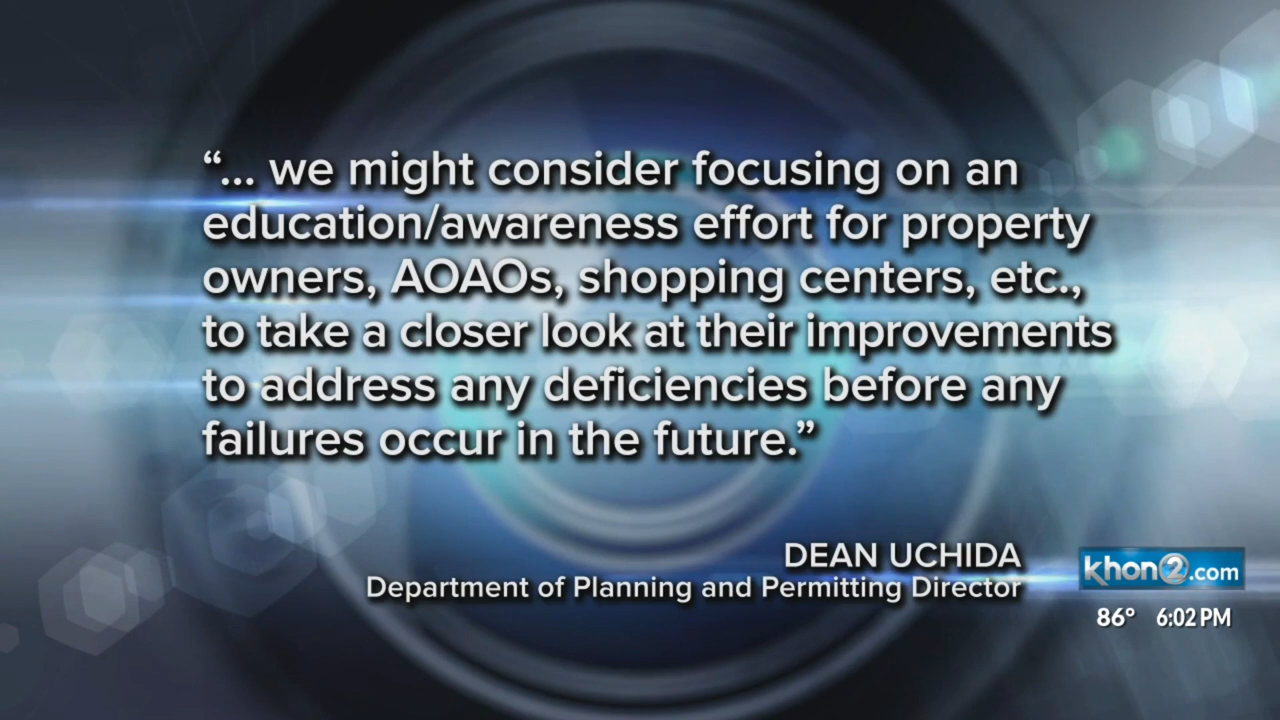 “... we might consider focusing on an
education/awareness effort for property
owners, AOAOs, shopping centers, etc.,
to take a closer look at their improvements
to address any deficiencies before any
failures occur in the future.”
DEAN UCHIDA
Department of Planning and Permitting Director
khon2.com
86° 6:02 PM